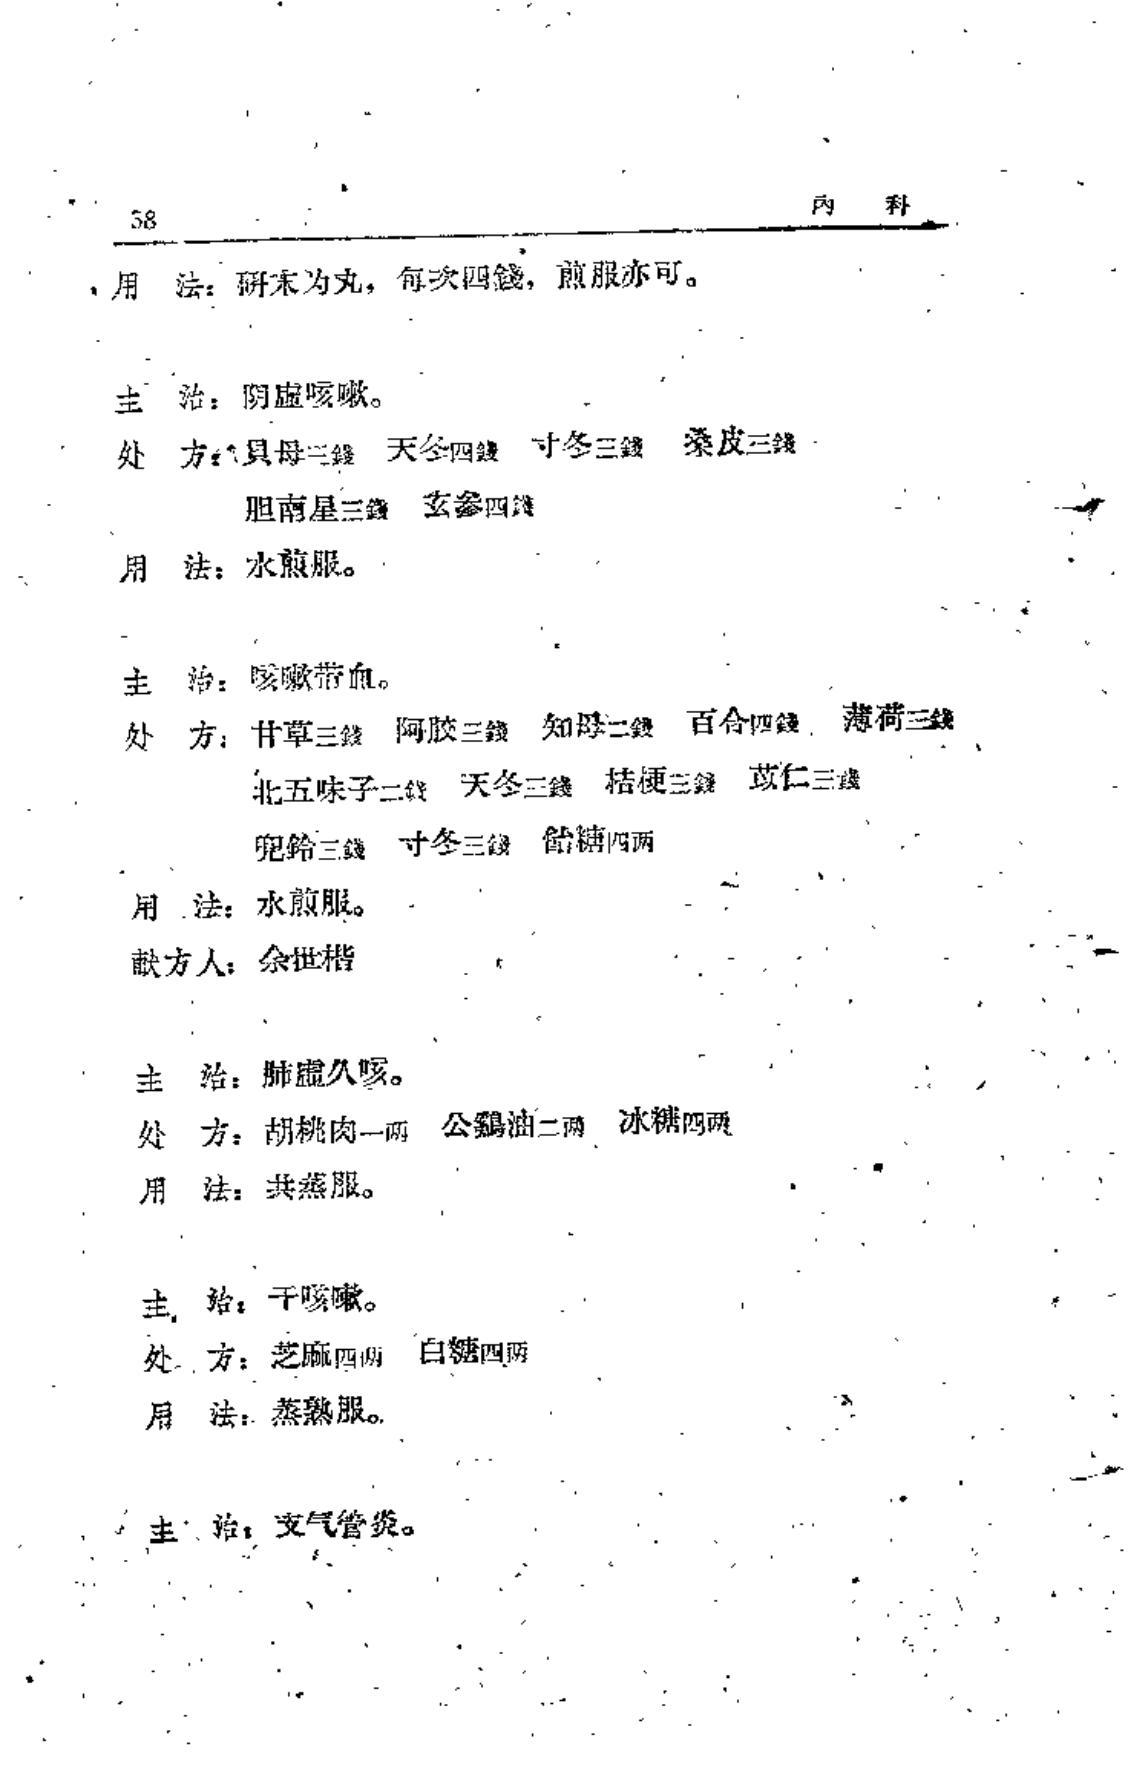 58
内　科
用　法：研末为丸，每次四錢，煎服亦可。
主　治：阴虚咳嗽。
处　方：貝母三錢　天冬四錢　寸冬三錢　桑皮三錢
胆南星三錢　玄参四錢
用　法：水煎服。
主　治：咳嗽带血。
处　方：甘草三錢　阿胶三錢　知母二錢　百合四錢　薄荷三錢
北五味子二錢　天冬三錢　桔梗三錢　苡仁三錢
兜鈴三錢　寸冬三錢　飴糖四两
用　法：水煎服。
献方人：余世楷
主　治：肺虚久咳。
处　方：胡桃肉一两　公鷄油二两　冰糖四两
用　法：共蒸服。
主　治：干咳嗽。
处　方：芝麻四两　白糖四两
用　法：蒸熟服。
主　治：支气管炎。